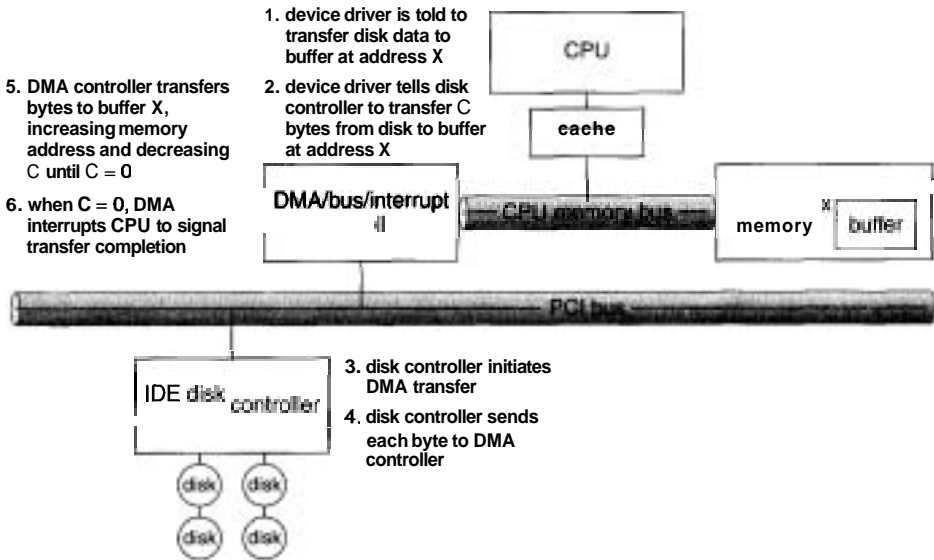 1. device driver is told to
transfer disk data to
buffer at address X
2. device driver tells disk
controller to transfer C
bytes from disk to buffer
at address X
5. DMA controller transfers
bytes to buffer X,
increasing memory
address and decreasing
C until C = 0
6. when C = 0, DMA
interrupts CPU to signal
transfer completion
CPU
cache
DMA/bus/interrupt
CPU memory bus
memory
X
buffer
PCI bus
IDE disk controller
3. disk controller initiates
DMA transfer
4. disk controller sends
each byte to DMA
controller
disk
disk
disk
disk